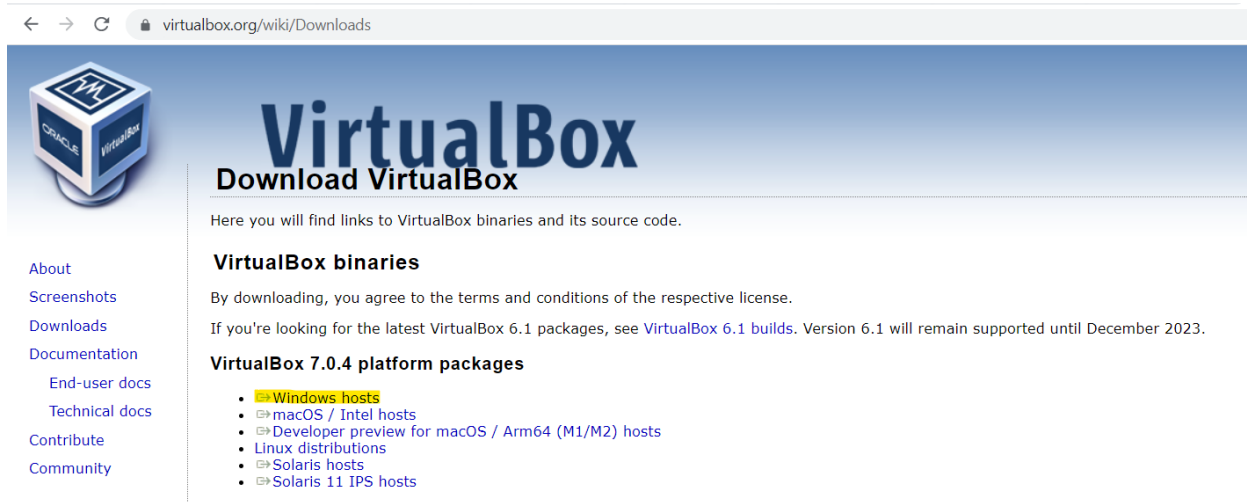 virtualbox.org/wiki/Downloads
ORACLE
VirtualBox
VirtualBox
Download VirtualBox
Here you will find links to VirtualBox binaries and its source code.
About
Screenshots
Downloads
Documentation
End-user docs
Technical docs
Contribute
Community
VirtualBox binaries
By downloading, you agree to the terms and conditions of the respective license.
If you're looking for the latest VirtualBox 6.1 packages, see VirtualBox 6.1 builds. Version 6.1 will remain supported until December 2023.
VirtualBox 7.0.4 platform packages
Windows hosts
macOS / Intel hosts
Developer preview for macOS / Arm64 (M1/M2) hosts
Linux distributions
Solaris hosts
Solaris 11 IPS hosts